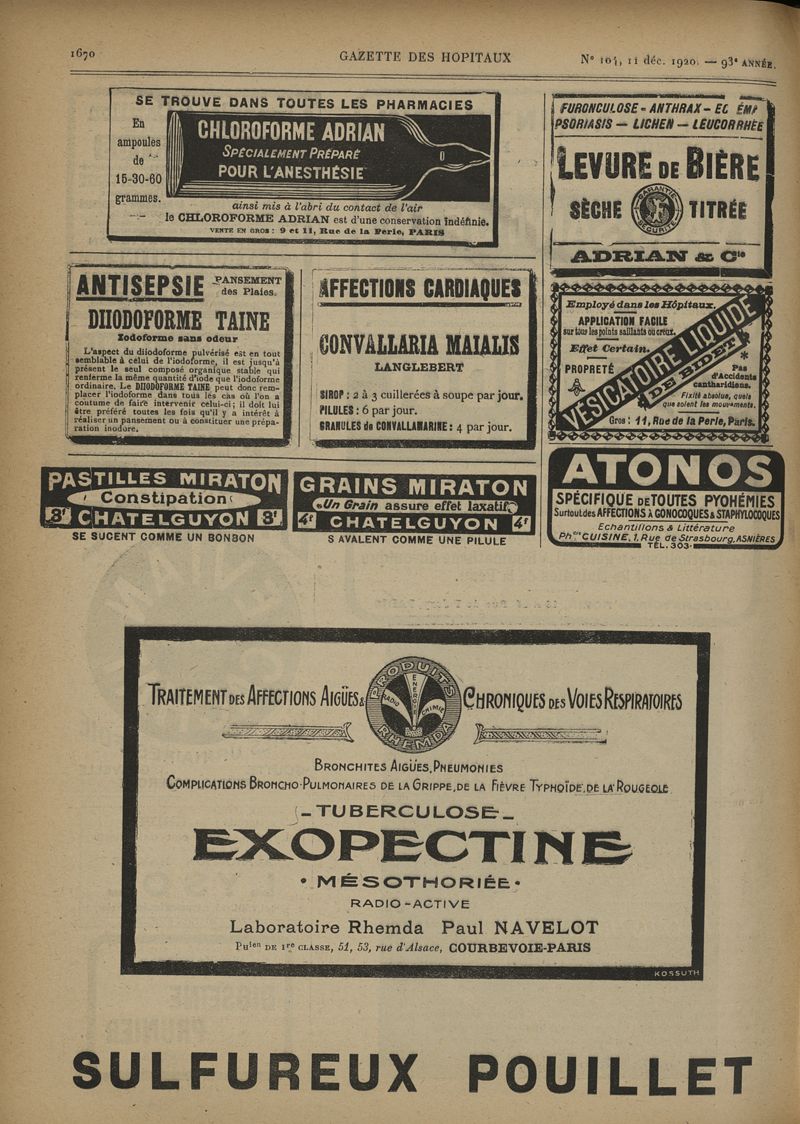 1670
GAZETTE DES HOPITAUX
N° 104, 11 déc. 1920. — 93e ANNÉE.
SE TROUVE DANS TOUTES LES PHARMACIES
En
ampoules
de
15-30-60
grammes.
CHLOROFORME ADRIAN
SPÉCIALEMENT PRÉPARÉ
POUR L'ANESTHÉSIE
ainsi mis à l'abri du contact de l'air
le CHLOROFORME ADRIAN est d'une conservation indéfinie.
VENTE EN GROS : 9 et 11, Rue de la Perle, PARIS
FURONCULOSE - ANTHRAX - EC ÉMA
PSORIASIS — LICHEN — LEUCORRHÉE
LEVURE DE BIÈRE
SÈCHE
GARANTIE
SÉCURITÉ
TITRÉE
ADRIAN & Cie
ANTISEPSIE PANSEMENT
des Plaies.
DIIODOFORME TAINE
Iodoforme sans odeur
L'aspect du diiodoforme pulvérisé est en tout
semblable à celui de l'iodoforme, il est jusqu'à
présent le seul composé organique stable qui
renferme la même quantité d'iode que l'iodoforme
ordinaire. Le DIIODOFORME TAINE peut donc rem-
placer l'iodoforme dans tous les cas où l'on a
coutume de faire intervenir celui-ci ; il doit lui
être préféré toutes les fois qu'il y a intérêt à
réaliser un pansement ou à constituer une prépa-
ration inodore.
AFFECTIONS CARDIAQUES
CONVALLARIA MAIALIS
LANGLEBERT
SIROP : 2 à 3 cuillerées à soupe par jour.
PILULES : 6 par jour.
GRANULES de CONVALLAMARINE : 4 par jour.
Employé dans les Hôpitaux.
APPLICATION FACILE
sur tous les points saillants ou creux.
Effet Certain.
PROPRETÉ
VÉSICATOIRE LIQUIDE
DE BIDET
Pas
d'Accidents
cantharidiens.
Fixité absolue, quels
que soient les mouvements.
Gros : 11, Rue de la Perle, Paris.
PASTILLES MIRATON
Constipation
3f CHATELGUYON 3f
SE SUCENT COMME UN BONBON
GRAINS MIRATON
Un Grain assure effet laxatif
4f CHATELGUYON 4f
S AVALENT COMME UNE PILULE
ATONOS
SPÉCIFIQUE DE TOUTES PYOHÉMIES
Surtout des AFFECTIONS À GONOCOQUES & STAPHYLOCOQUES
Echantillons & Littérature
Phcie CUISINE, 1, Rue de Strasbourg, ASNIÈRES
TÉL. 303
TRAITEMENT DES AFFECTIONS AIGÜES &
PRODUITS
RADIO
ENERGIE
CHIMIE
RHEMDA
CHRONIQUES DES VOIES RESPIRATOIRES
BRONCHITES AIGÜES, PNEUMONIES
COMPLICATIONS BRONCHO-PULMONAIRES DE LA GRIPPE, DE LA FIÈVRE TYPHOÏDE, DE LA ROUGEOLE
- TUBERCULOSE -
EXOPECTINE
• MÉSOTHORIÉE •
RADIO-ACTIVE
Laboratoire Rhemda Paul NAVELOT
Phien DE 1re CLASSE, 51, 53, rue d'Alsace, COURBEVOIE-PARIS
KOSSUTH
SULFUREUX POUILLET